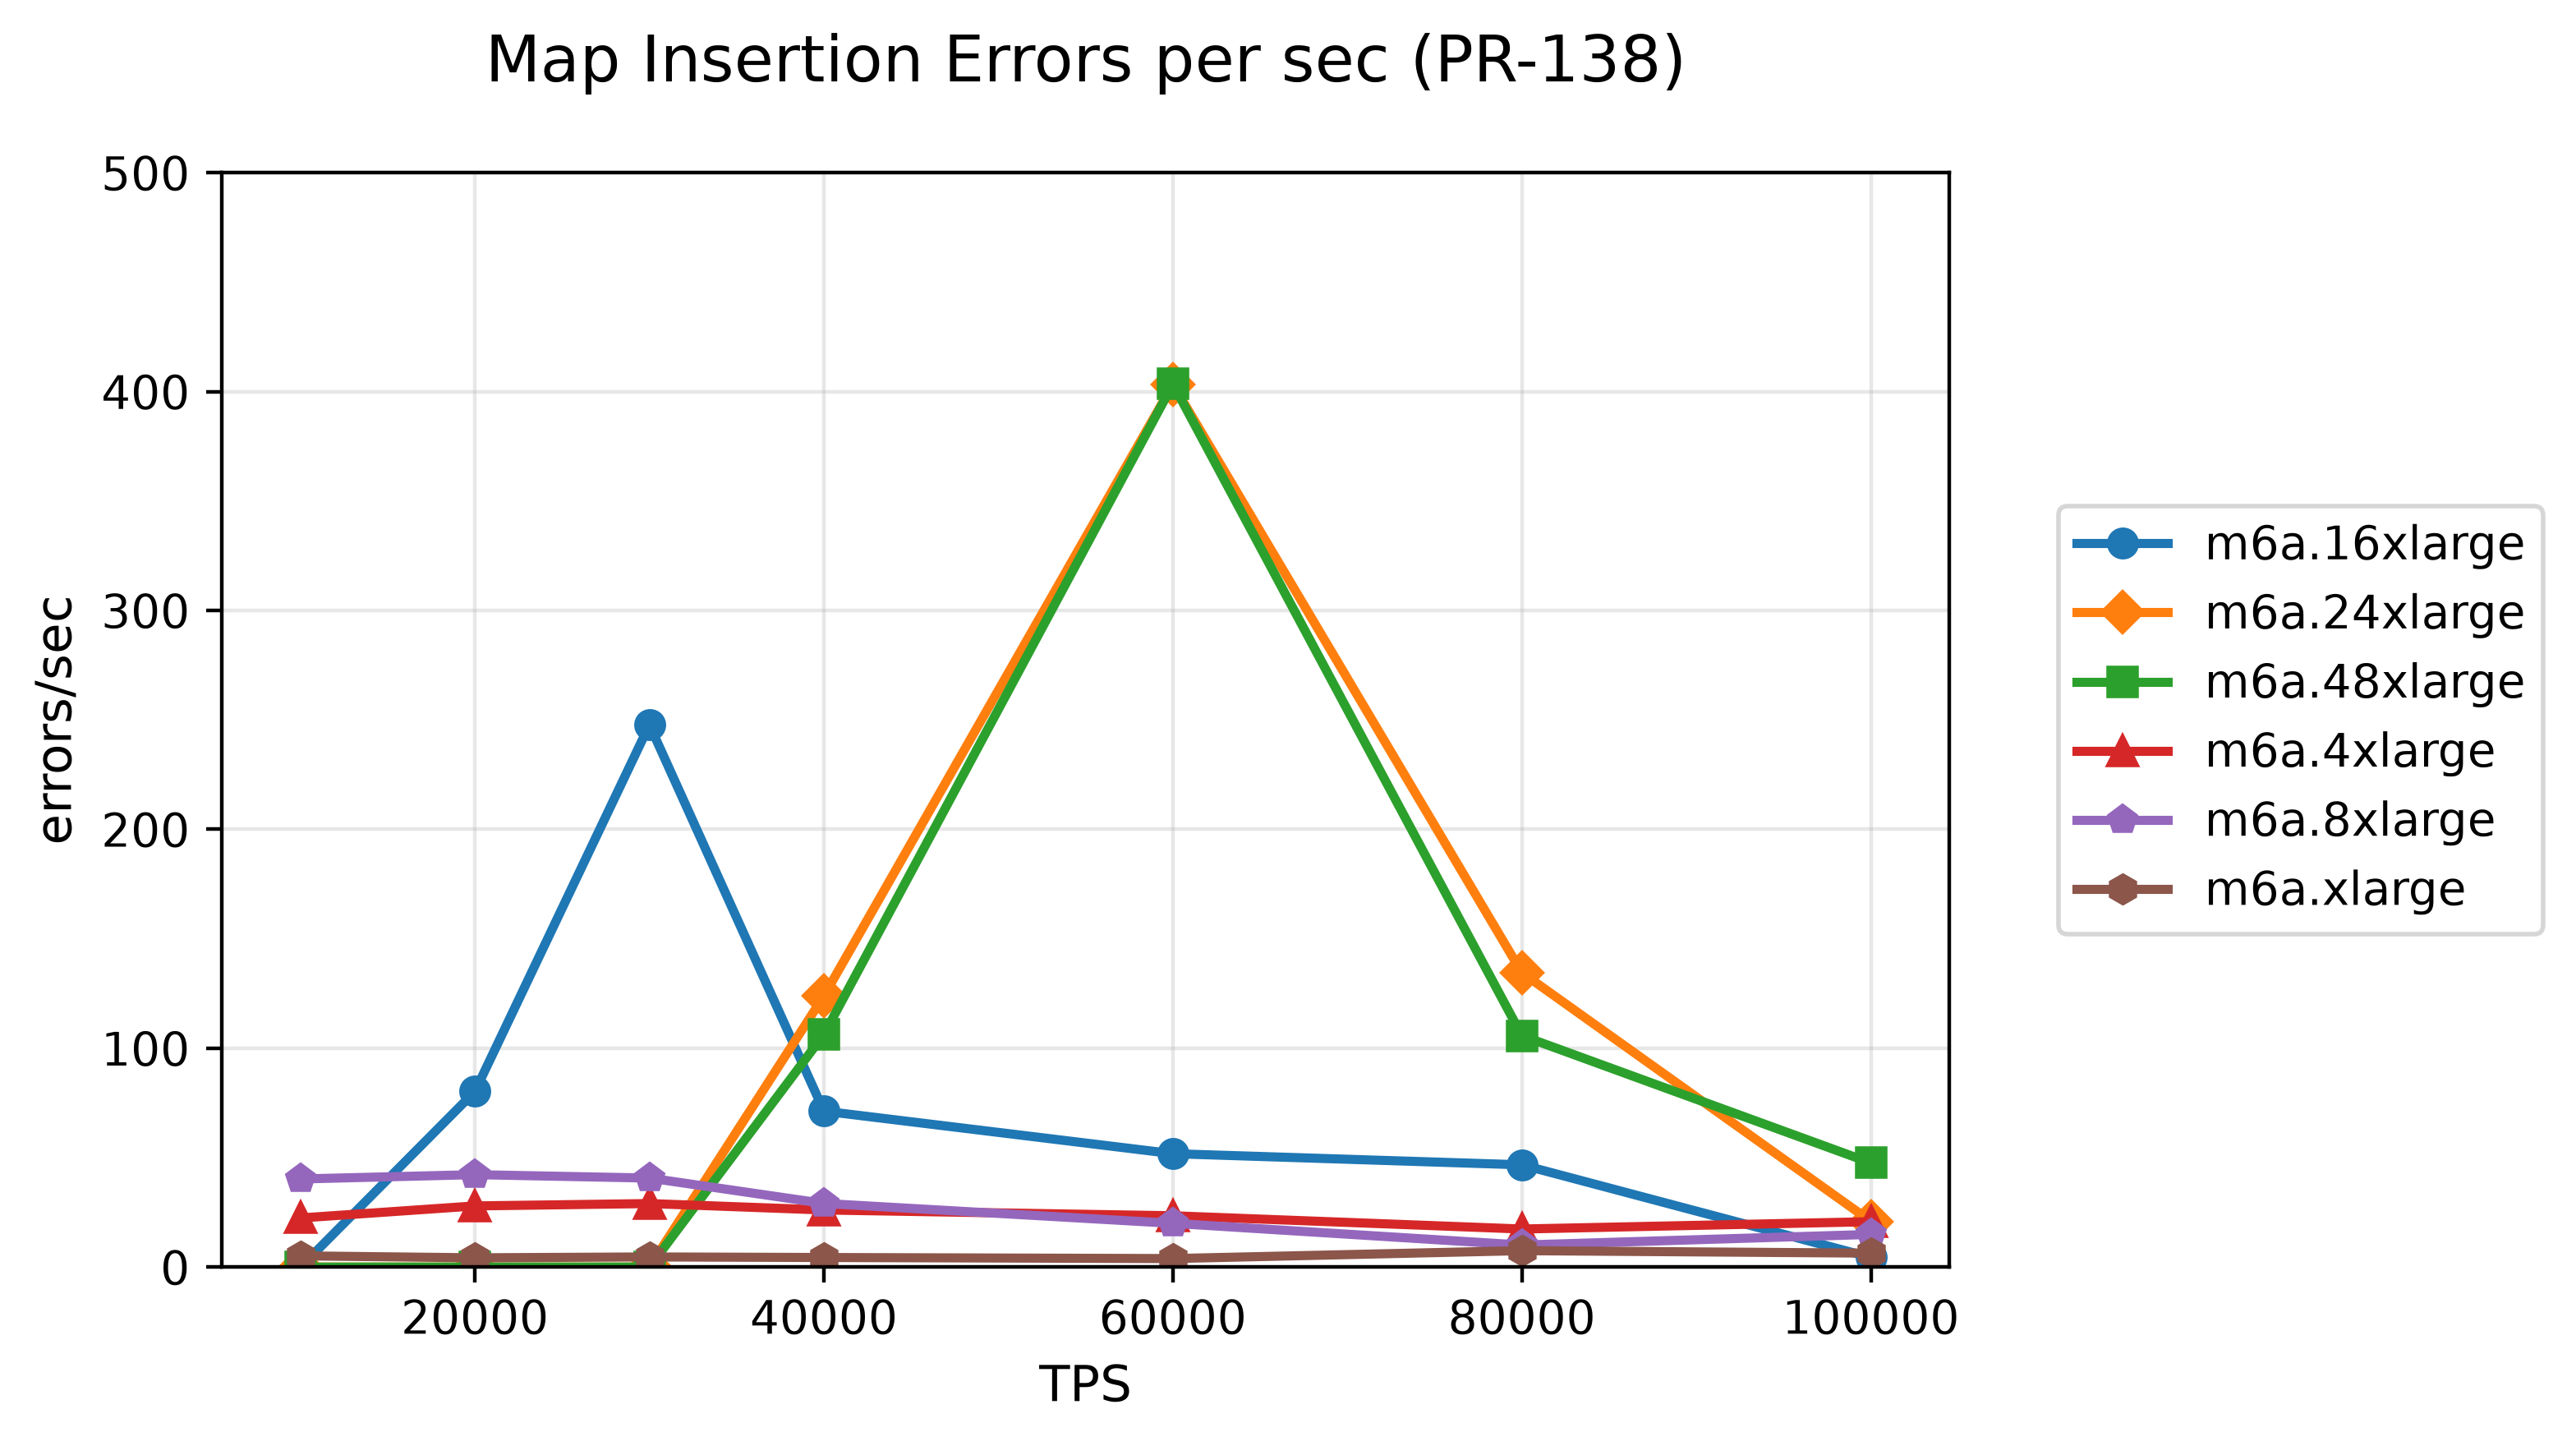 Map Insertion Errors per sec (PR-138)
500
400
300
200
100
0
errors/sec
20000 40000 60000 80000 100000
TPS
m6a.16xlarge
m6a.24xlarge
m6a.48xlarge
m6a.4xlarge
m6a.8xlarge
m6a.xlarge